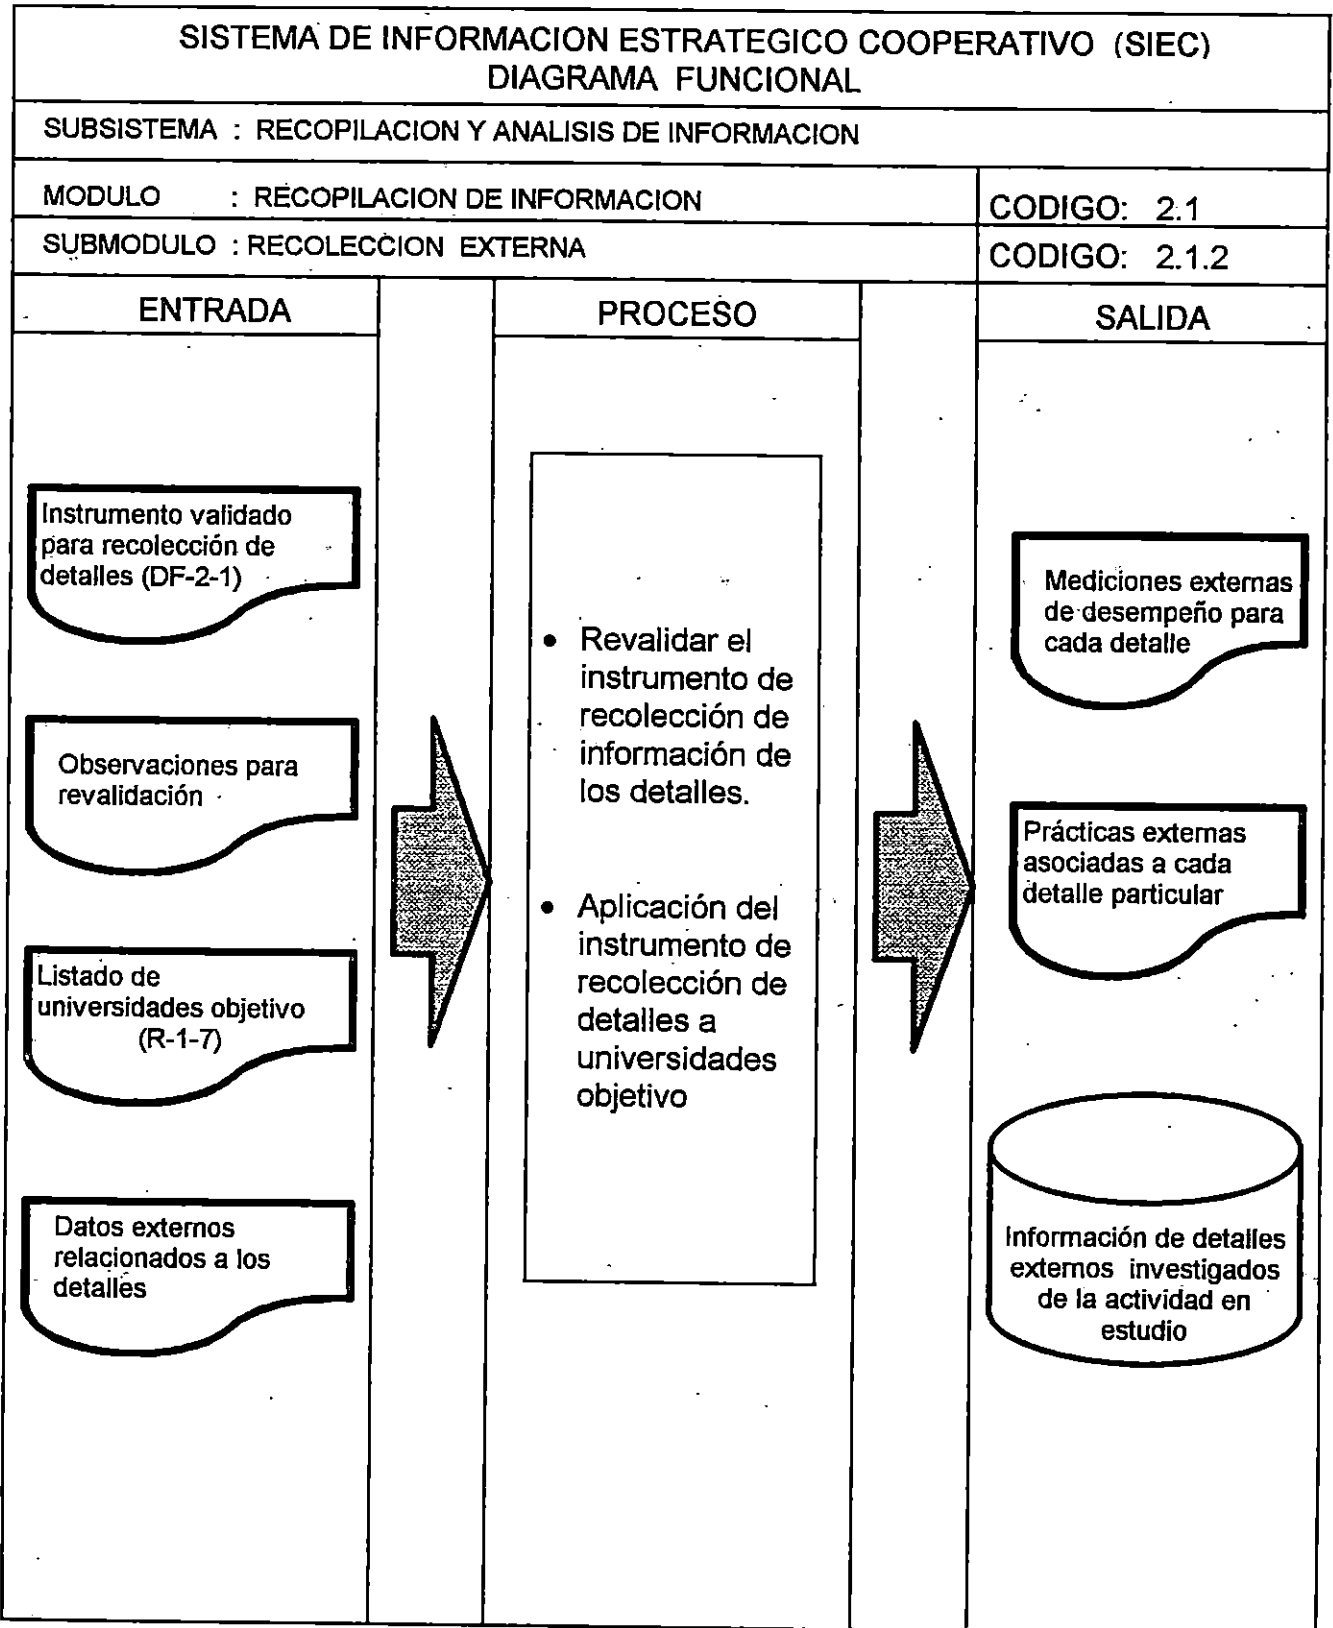 SISTEMA DE INFORMACION ESTRATEGICO COOPERATIVO (SIEC)
DIAGRAMA FUNCIONAL
SUBSISTEMA : RECOPILACION Y ANALISIS DE INFORMACION
MODULO : RECOPILACION DE INFORMACION
CODIGO: 2.1
SUBMODULO : RECOLECCION EXTERNA
CODIGO: 2.1.2
ENTRADA
Instrumento validado
para recolección de
detalles (DF-2-1)
Observaciones para
revalidación
Listado de
universidades objetivo
(R-1-7)
Datos externos
relacionados a los
detalles
PROCESO
• Revalidar el
instrumento de
recolección de
información de
los detalles.
• Aplicación del
instrumento de
recolección de
detalles a
universidades
objetivo
SALIDA
Mediciones externas
de desempeño para
cada detalle
Prácticas externas
asociadas a cada
detalle particular
Información de detalles
externos investigados
de la actividad en
estudio